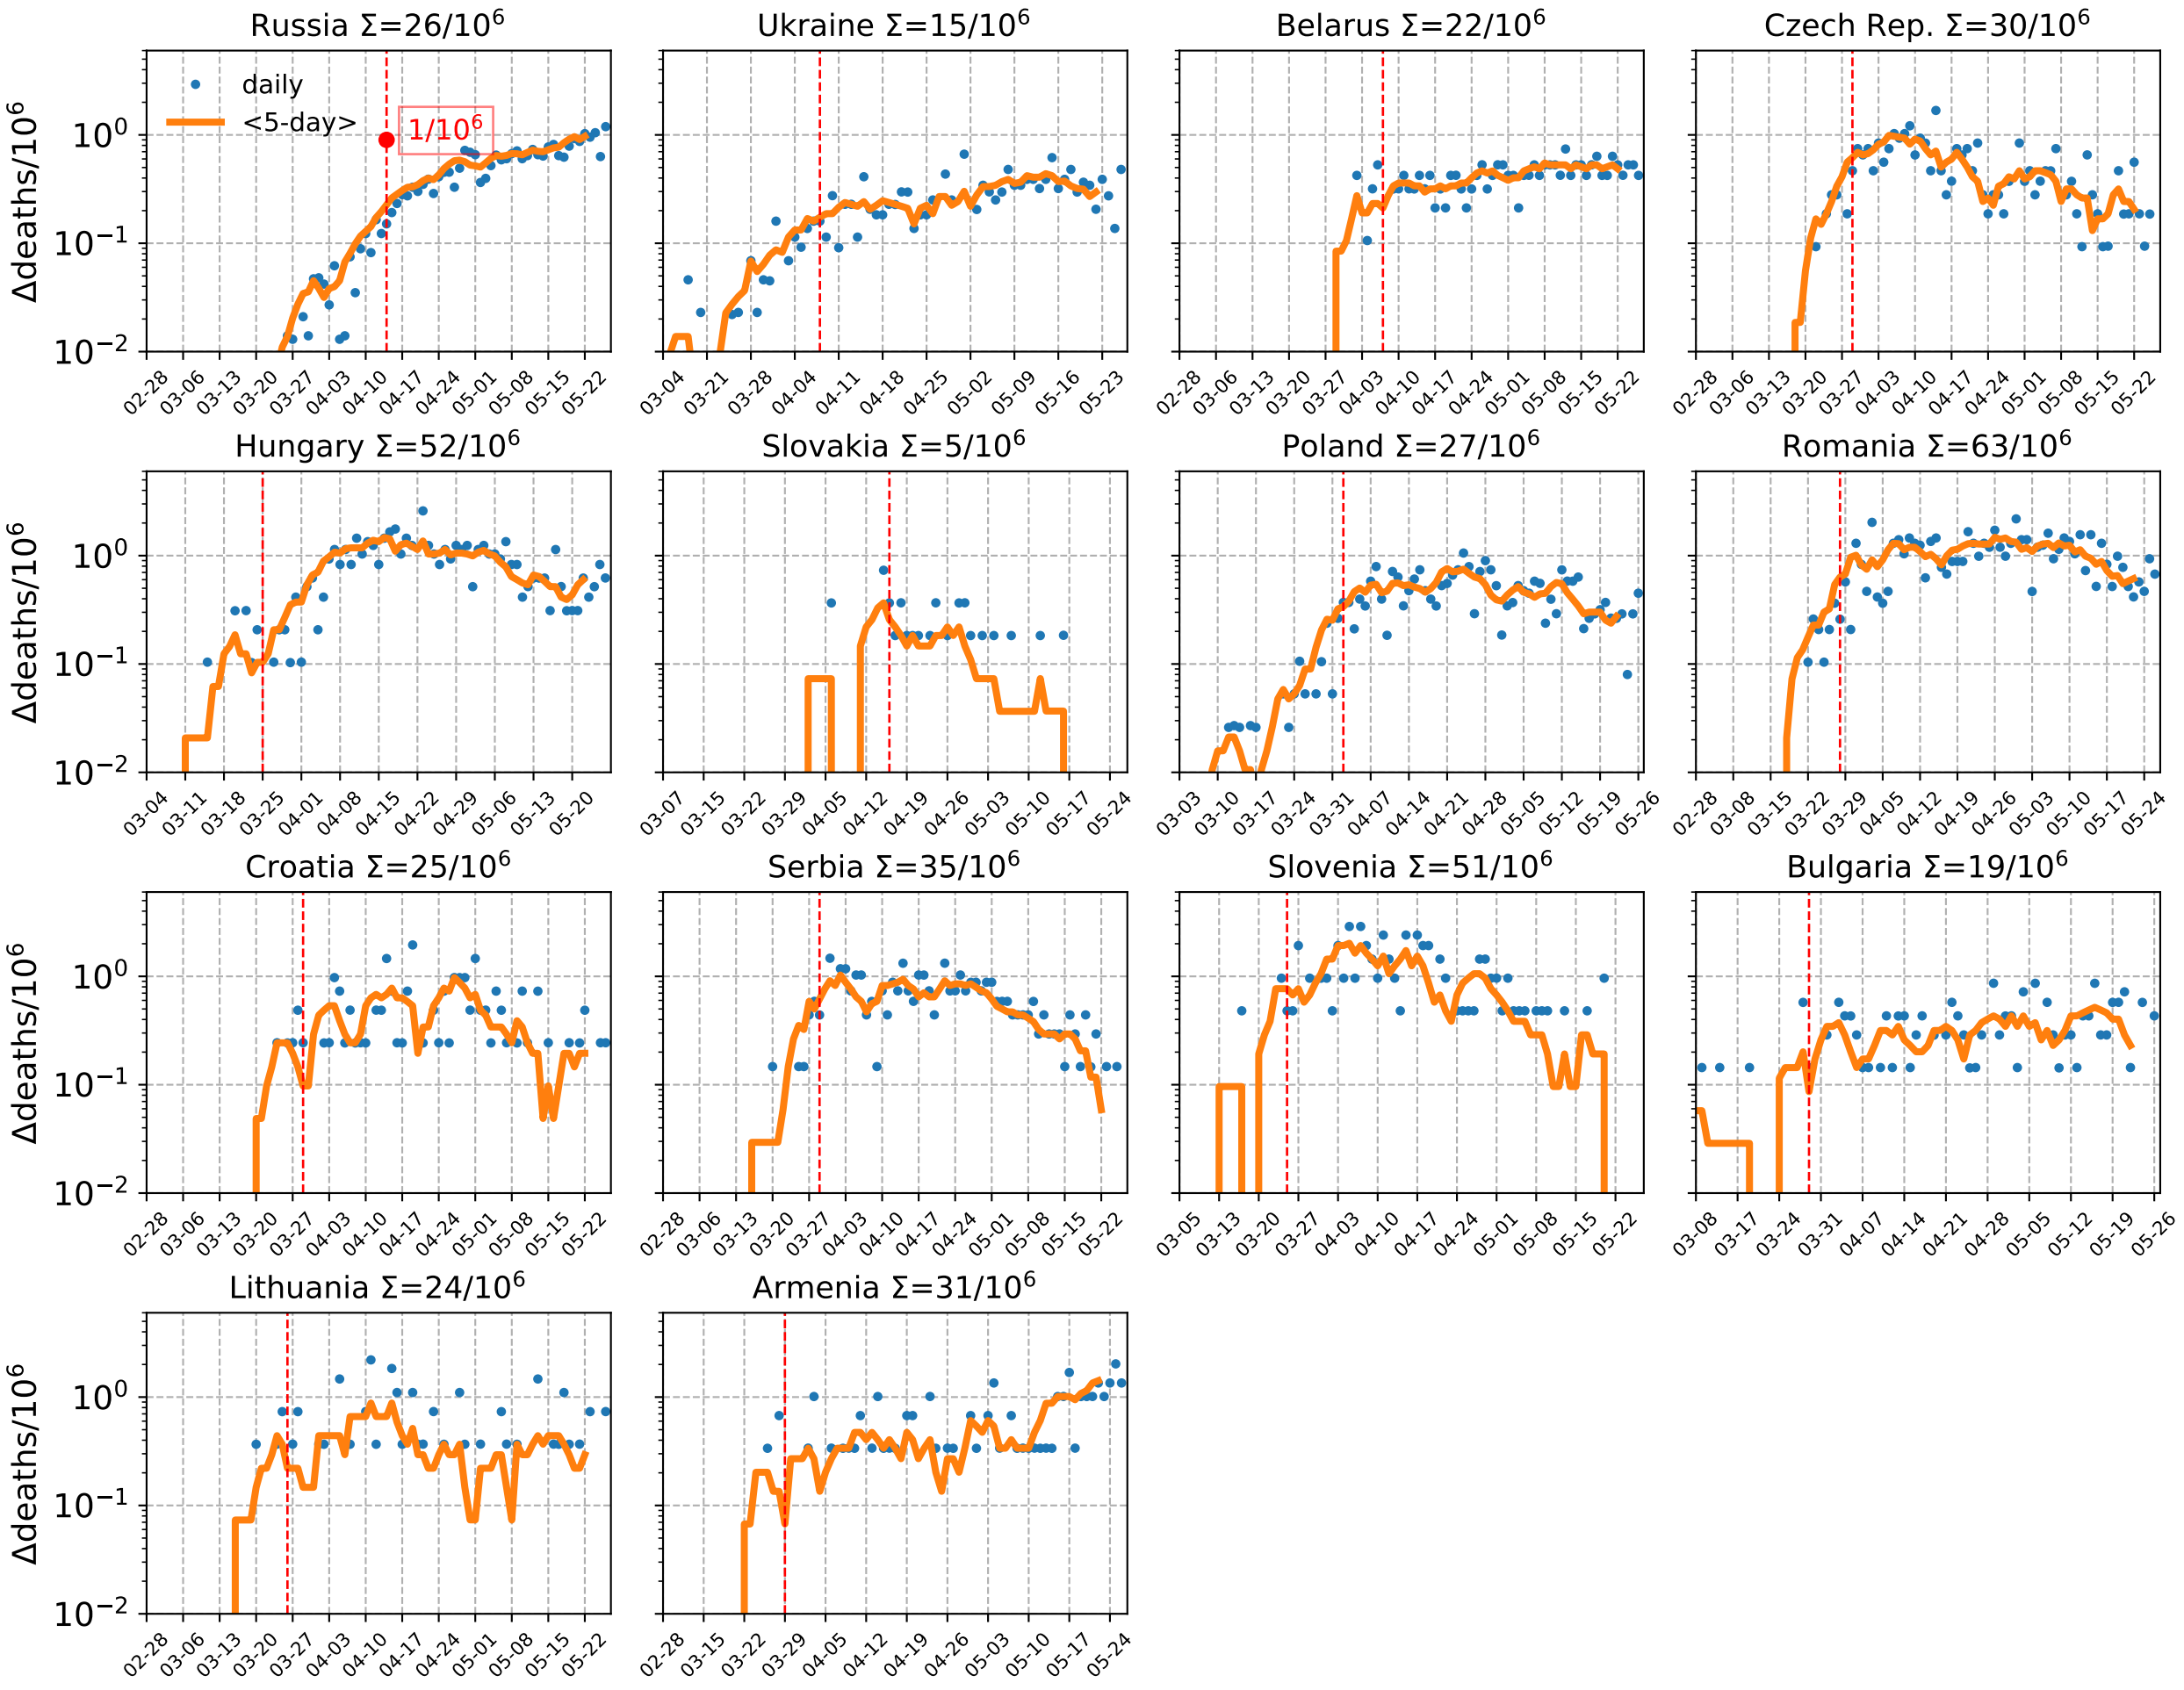 Russia Σ=26/10⁶
Ukraine Σ=15/10⁶
Belarus Σ=22/10⁶
Czech Rep. Σ=30/10⁶
daily
<5-day>
1/10⁶
Δdeaths/10⁶
10⁰
10⁻¹
10⁻²
02-28 03-06 03-13 03-20 03-27 04-03 04-10 04-17 04-24 05-01 05-08 05-15 05-22
03-04 03-21 03-28 04-04 04-11 04-18 04-25 05-02 05-09 05-16 05-23
02-28 03-06 03-13 03-20 03-27 04-03 04-10 04-17 04-24 05-01 05-08 05-15 05-22
02-28 03-06 03-13 03-20 03-27 04-03 04-10 04-17 04-24 05-01 05-08 05-15 05-22
Hungary Σ=52/10⁶
Slovakia Σ=5/10⁶
Poland Σ=27/10⁶
Romania Σ=63/10⁶
Δdeaths/10⁶
10⁰
10⁻¹
10⁻²
03-04 03-11 03-18 03-25 04-01 04-08 04-15 04-22 04-29 05-06 05-13 05-20
03-07 03-15 03-22 03-29 04-05 04-12 04-19 04-26 05-03 05-10 05-17 05-24
03-03 03-10 03-17 03-24 03-31 04-07 04-14 04-21 04-28 05-05 05-12 05-19 05-26
02-28 03-08 03-15 03-22 03-29 04-05 04-12 04-19 04-26 05-03 05-10 05-17 05-24
Croatia Σ=25/10⁶
Serbia Σ=35/10⁶
Slovenia Σ=51/10⁶
Bulgaria Σ=19/10⁶
Δdeaths/10⁶
10⁰
10⁻¹
10⁻²
02-28 03-06 03-13 03-20 03-27 04-03 04-10 04-17 04-24 05-01 05-08 05-15 05-22
02-28 03-06 03-13 03-20 03-27 04-03 04-10 04-17 04-24 05-01 05-08 05-15 05-22
03-05 03-13 03-20 03-27 04-03 04-10 04-17 04-24 05-01 05-08 05-15 05-22
03-08 03-17 03-24 03-31 04-07 04-14 04-21 04-28 05-05 05-12 05-19 05-26
Lithuania Σ=24/10⁶
Armenia Σ=31/10⁶
Δdeaths/10⁶
10⁰
10⁻¹
10⁻²
02-28 03-06 03-13 03-20 03-27 04-03 04-10 04-17 04-24 05-01 05-08 05-15 05-22
02-28 03-15 03-22 03-29 04-05 04-12 04-19 04-26 05-03 05-10 05-17 05-24